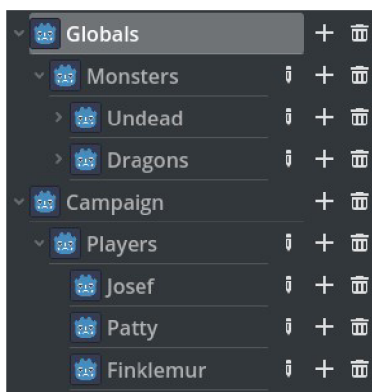 Globals
Monsters
Undead
Dragons
Campaign
Players
Josef
Patty
Finklemur